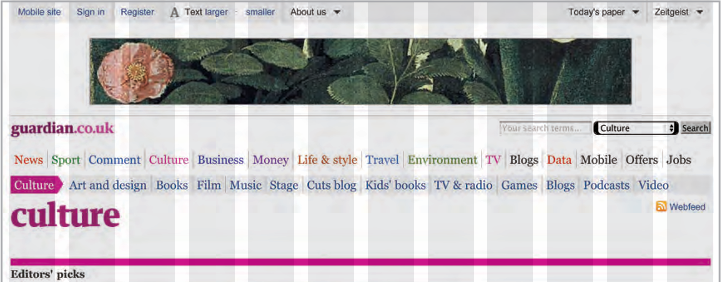 Mobile site Sign in Register A Text larger smaller About us Today's paper Zeitgeist
guardian.co.uk Your search terms... Culture Search
News Sport Comment Culture Business Money Life & style Travel Environment TV Blogs Data Mobile Offers Jobs
Culture Art and design Books Film Music Stage Cuts blog Kids' books TV & radio Games Blogs Podcasts Video
culture Webfeed
Editors' picks